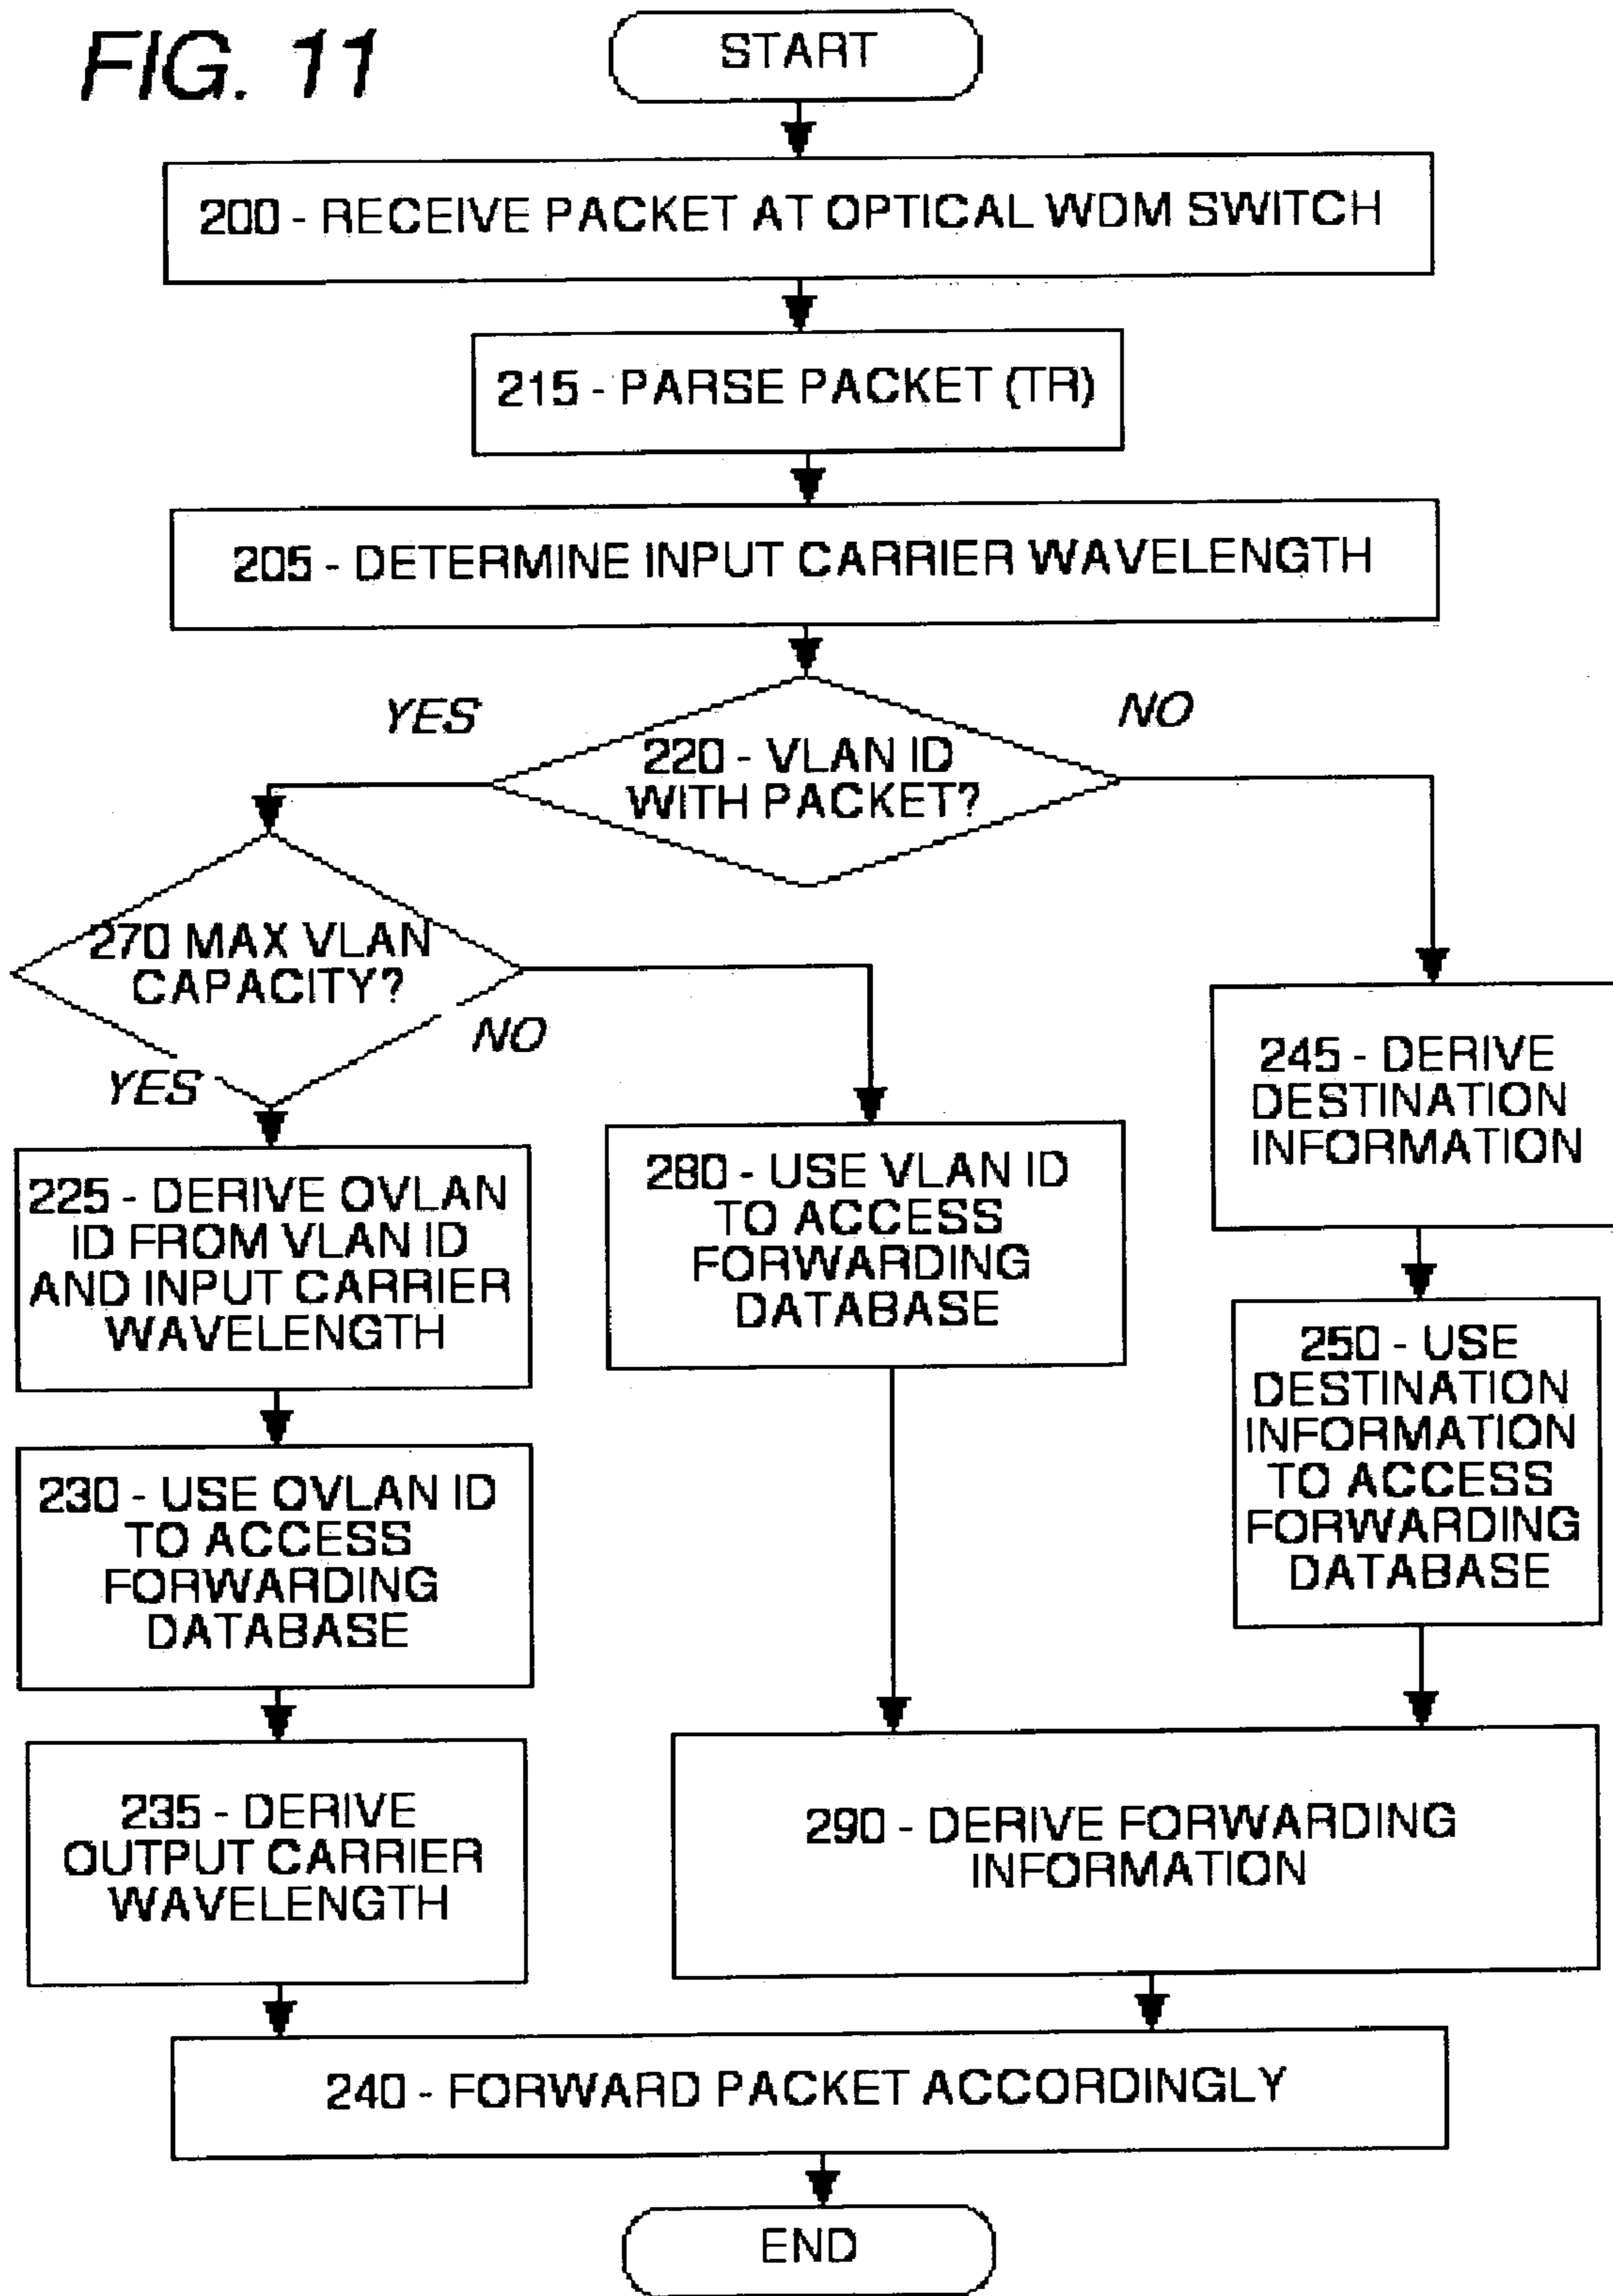 FIG. 11
START
200 - RECEIVE PACKET AT OPTICAL WDM SWITCH
215 - PARSE PACKET (TR)
205 - DETERMINE INPUT CARRIER WAVELENGTH
YES
NO
220 - VLAN ID
WITH PACKET?
270 MAX VLAN
CAPACITY?
NO
YES
225 - DERIVE OVLAN
ID FROM VLAN ID
AND INPUT CARRIER
WAVELENGTH
280 - USE VLAN ID
TO ACCESS
FORWARDING
DATABASE
245 - DERIVE
DESTINATION
INFORMATION
230 - USE OVLAN ID
TO ACCESS
FORWARDING
DATABASE
250 - USE
DESTINATION
INFORMATION
TO ACCESS
FORWARDING
DATABASE
235 - DERIVE
OUTPUT CARRIER
WAVELENGTH
290 - DERIVE FORWARDING
INFORMATION
240 - FORWARD PACKET ACCORDINGLY
END